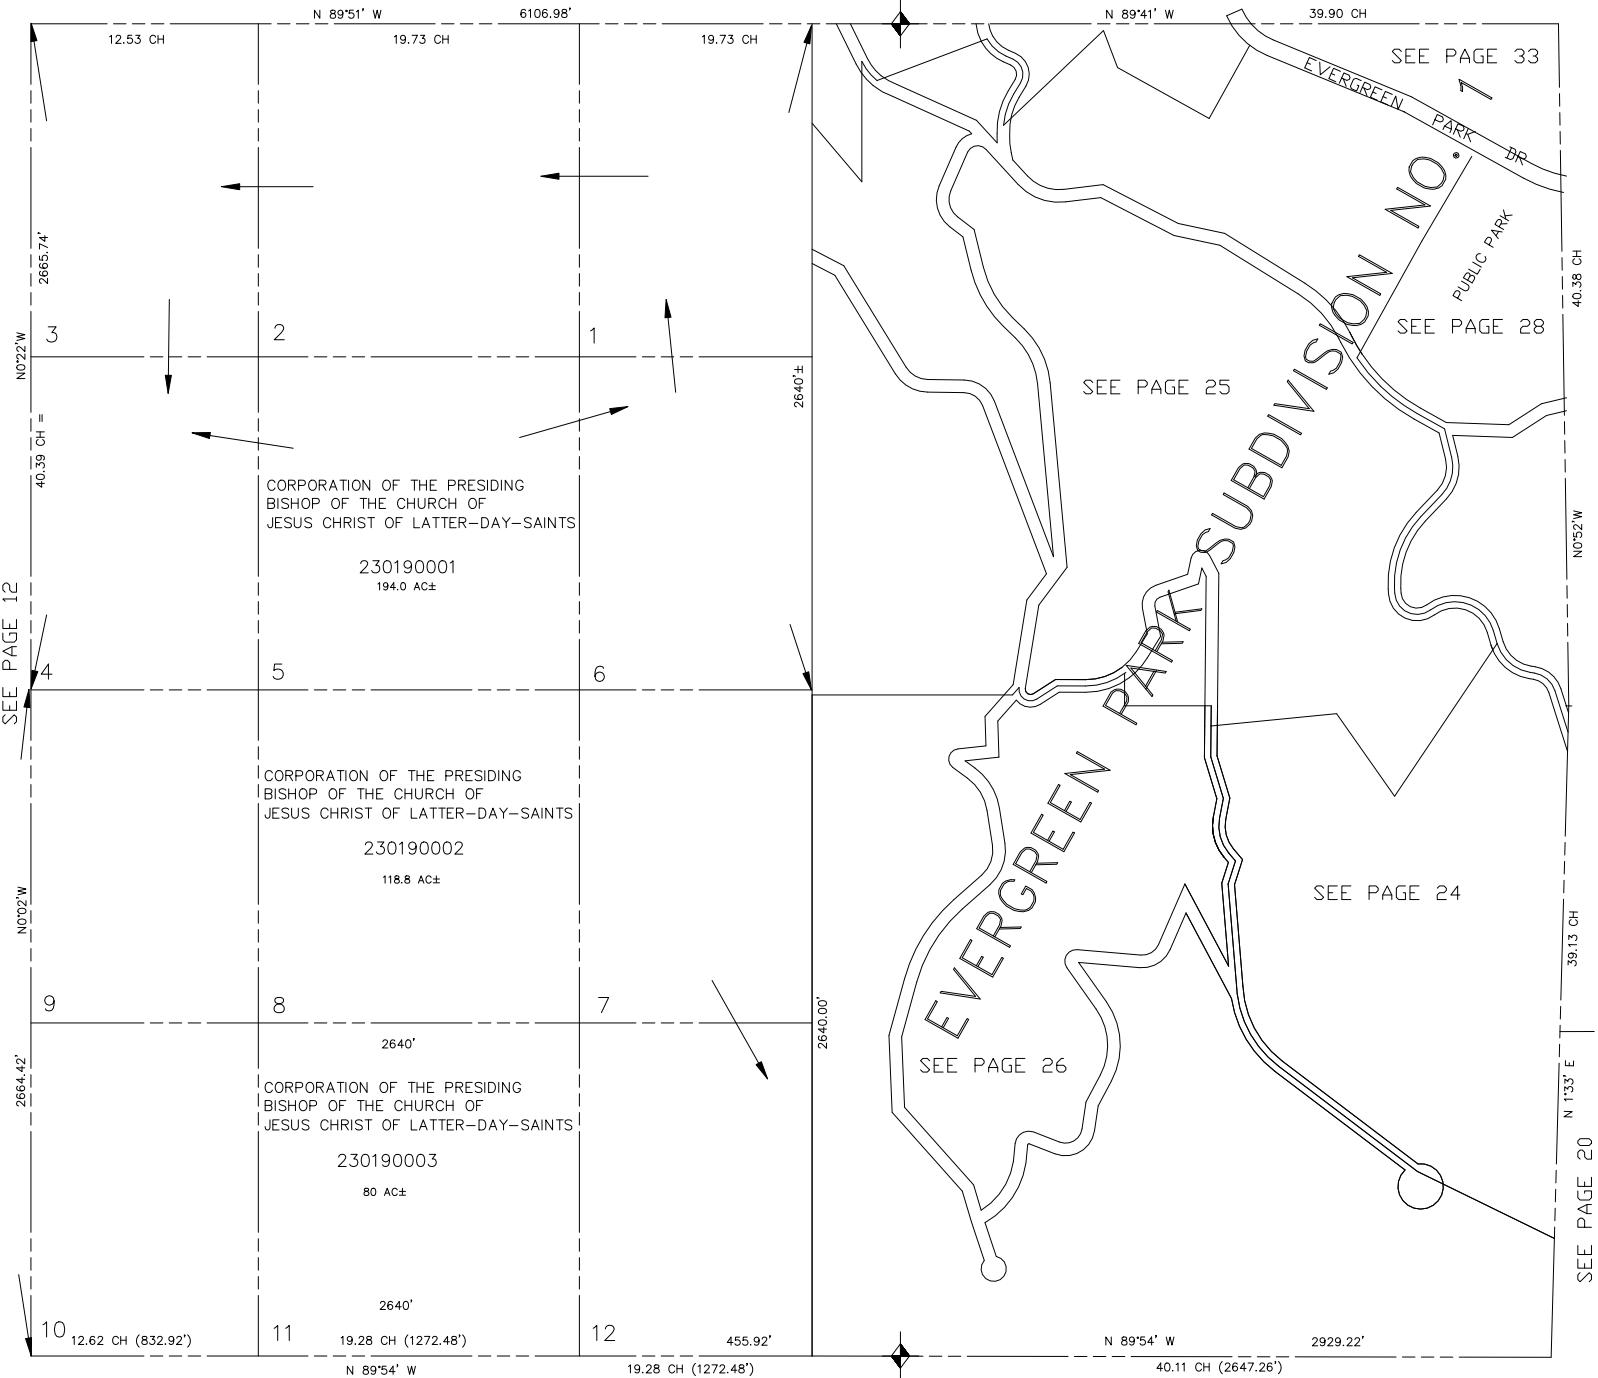 N 89°51' W 6106.98' N 89°41' W 39.90 CH
12.53 CH 19.73 CH 19.73 CH
SEE PAGE 33
EVERGREEN PARK DR
EVERGREEN PARK SUBDIVISION NO. 1
PUBLIC PARK
2665.74'
40.38 CH
3 2 1
SEE PAGE 28
N0°22'W
2640'±
SEE PAGE 25
40.39 CH =
CORPORATION OF THE PRESIDING
BISHOP OF THE CHURCH OF
JESUS CHRIST OF LATTER-DAY-SAINTS
230190001
194.0 AC±
N0°52'W
SEE PAGE 12
4 5 6
CORPORATION OF THE PRESIDING
BISHOP OF THE CHURCH OF
JESUS CHRIST OF LATTER-DAY-SAINTS
230190002
118.8 AC±
SEE PAGE 24
N0°02'W
39.13 CH
9 8 7
2640.00'
2640'
SEE PAGE 26
2664.42'
N 1°33' E
CORPORATION OF THE PRESIDING
BISHOP OF THE CHURCH OF
JESUS CHRIST OF LATTER-DAY-SAINTS
230190003
80 AC±
SEE PAGE 20
2640'
10 12.62 CH (832.92') 11 19.28 CH (1272.48') 12 455.92' N 89°54' W 2929.22'
N 89°54' W 19.28 CH (1272.48') 40.11 CH (2647.26')